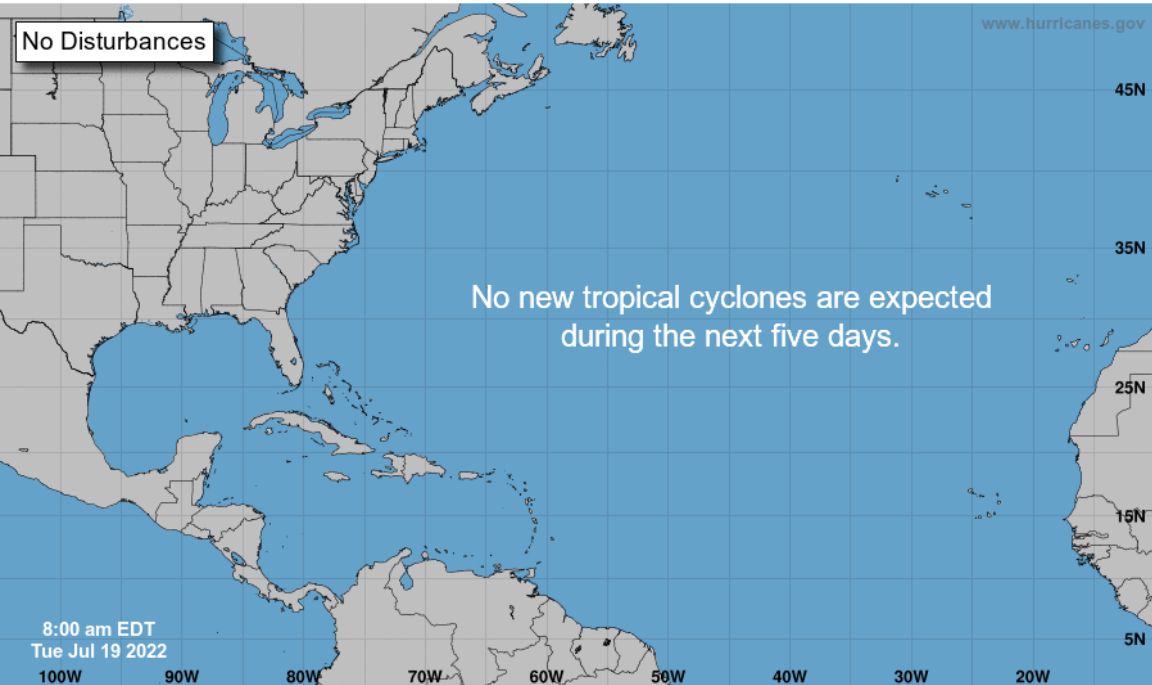 www.hurricanes.gov
No Disturbances
45N
35N
No new tropical cyclones are expected
during the next five days.
25N
15N
8:00 am EDT
Tue Jul 19 2022
5N
100W 90W 80W 70W 60W 50W 40W 30W 20W